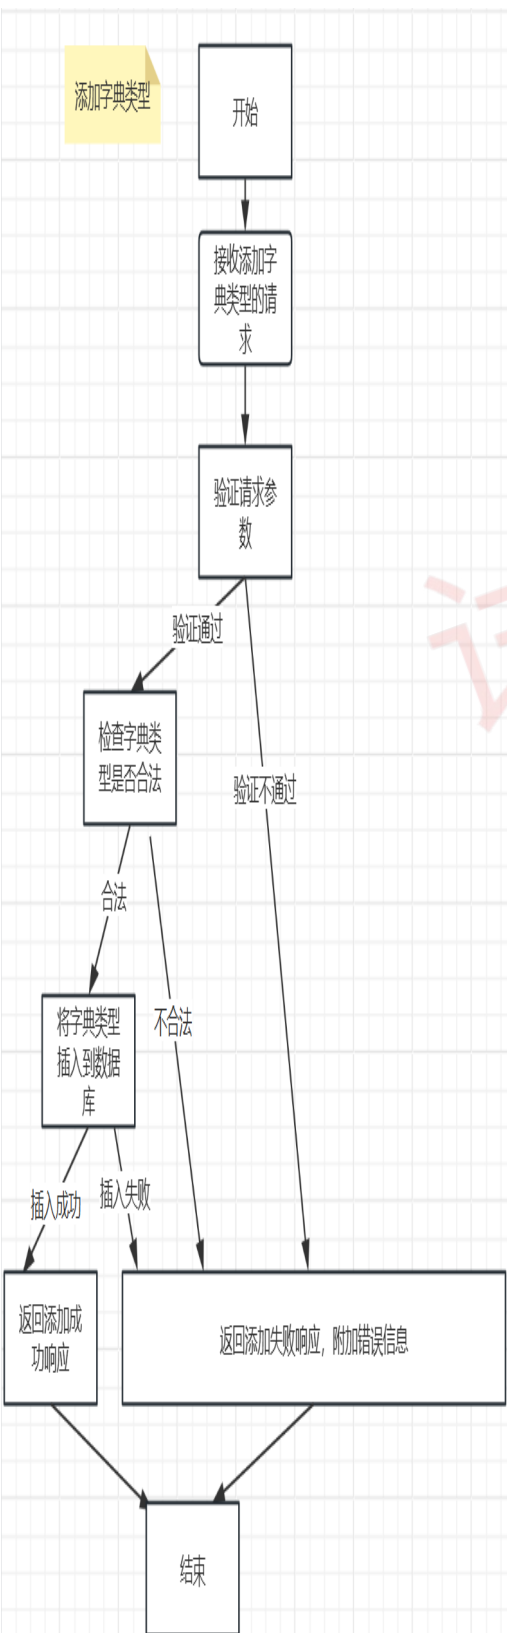 添加字典类型
开始
接收添加字
典类型的请
求
验证请求参
数
验证通过
检查字典类
型是否合法
验证不通过
合法
将字典类型
插入到数据
库
不合法
插入成功
插入失败
返回添加成
功响应
返回添加失败响应，附加错误信息
结束